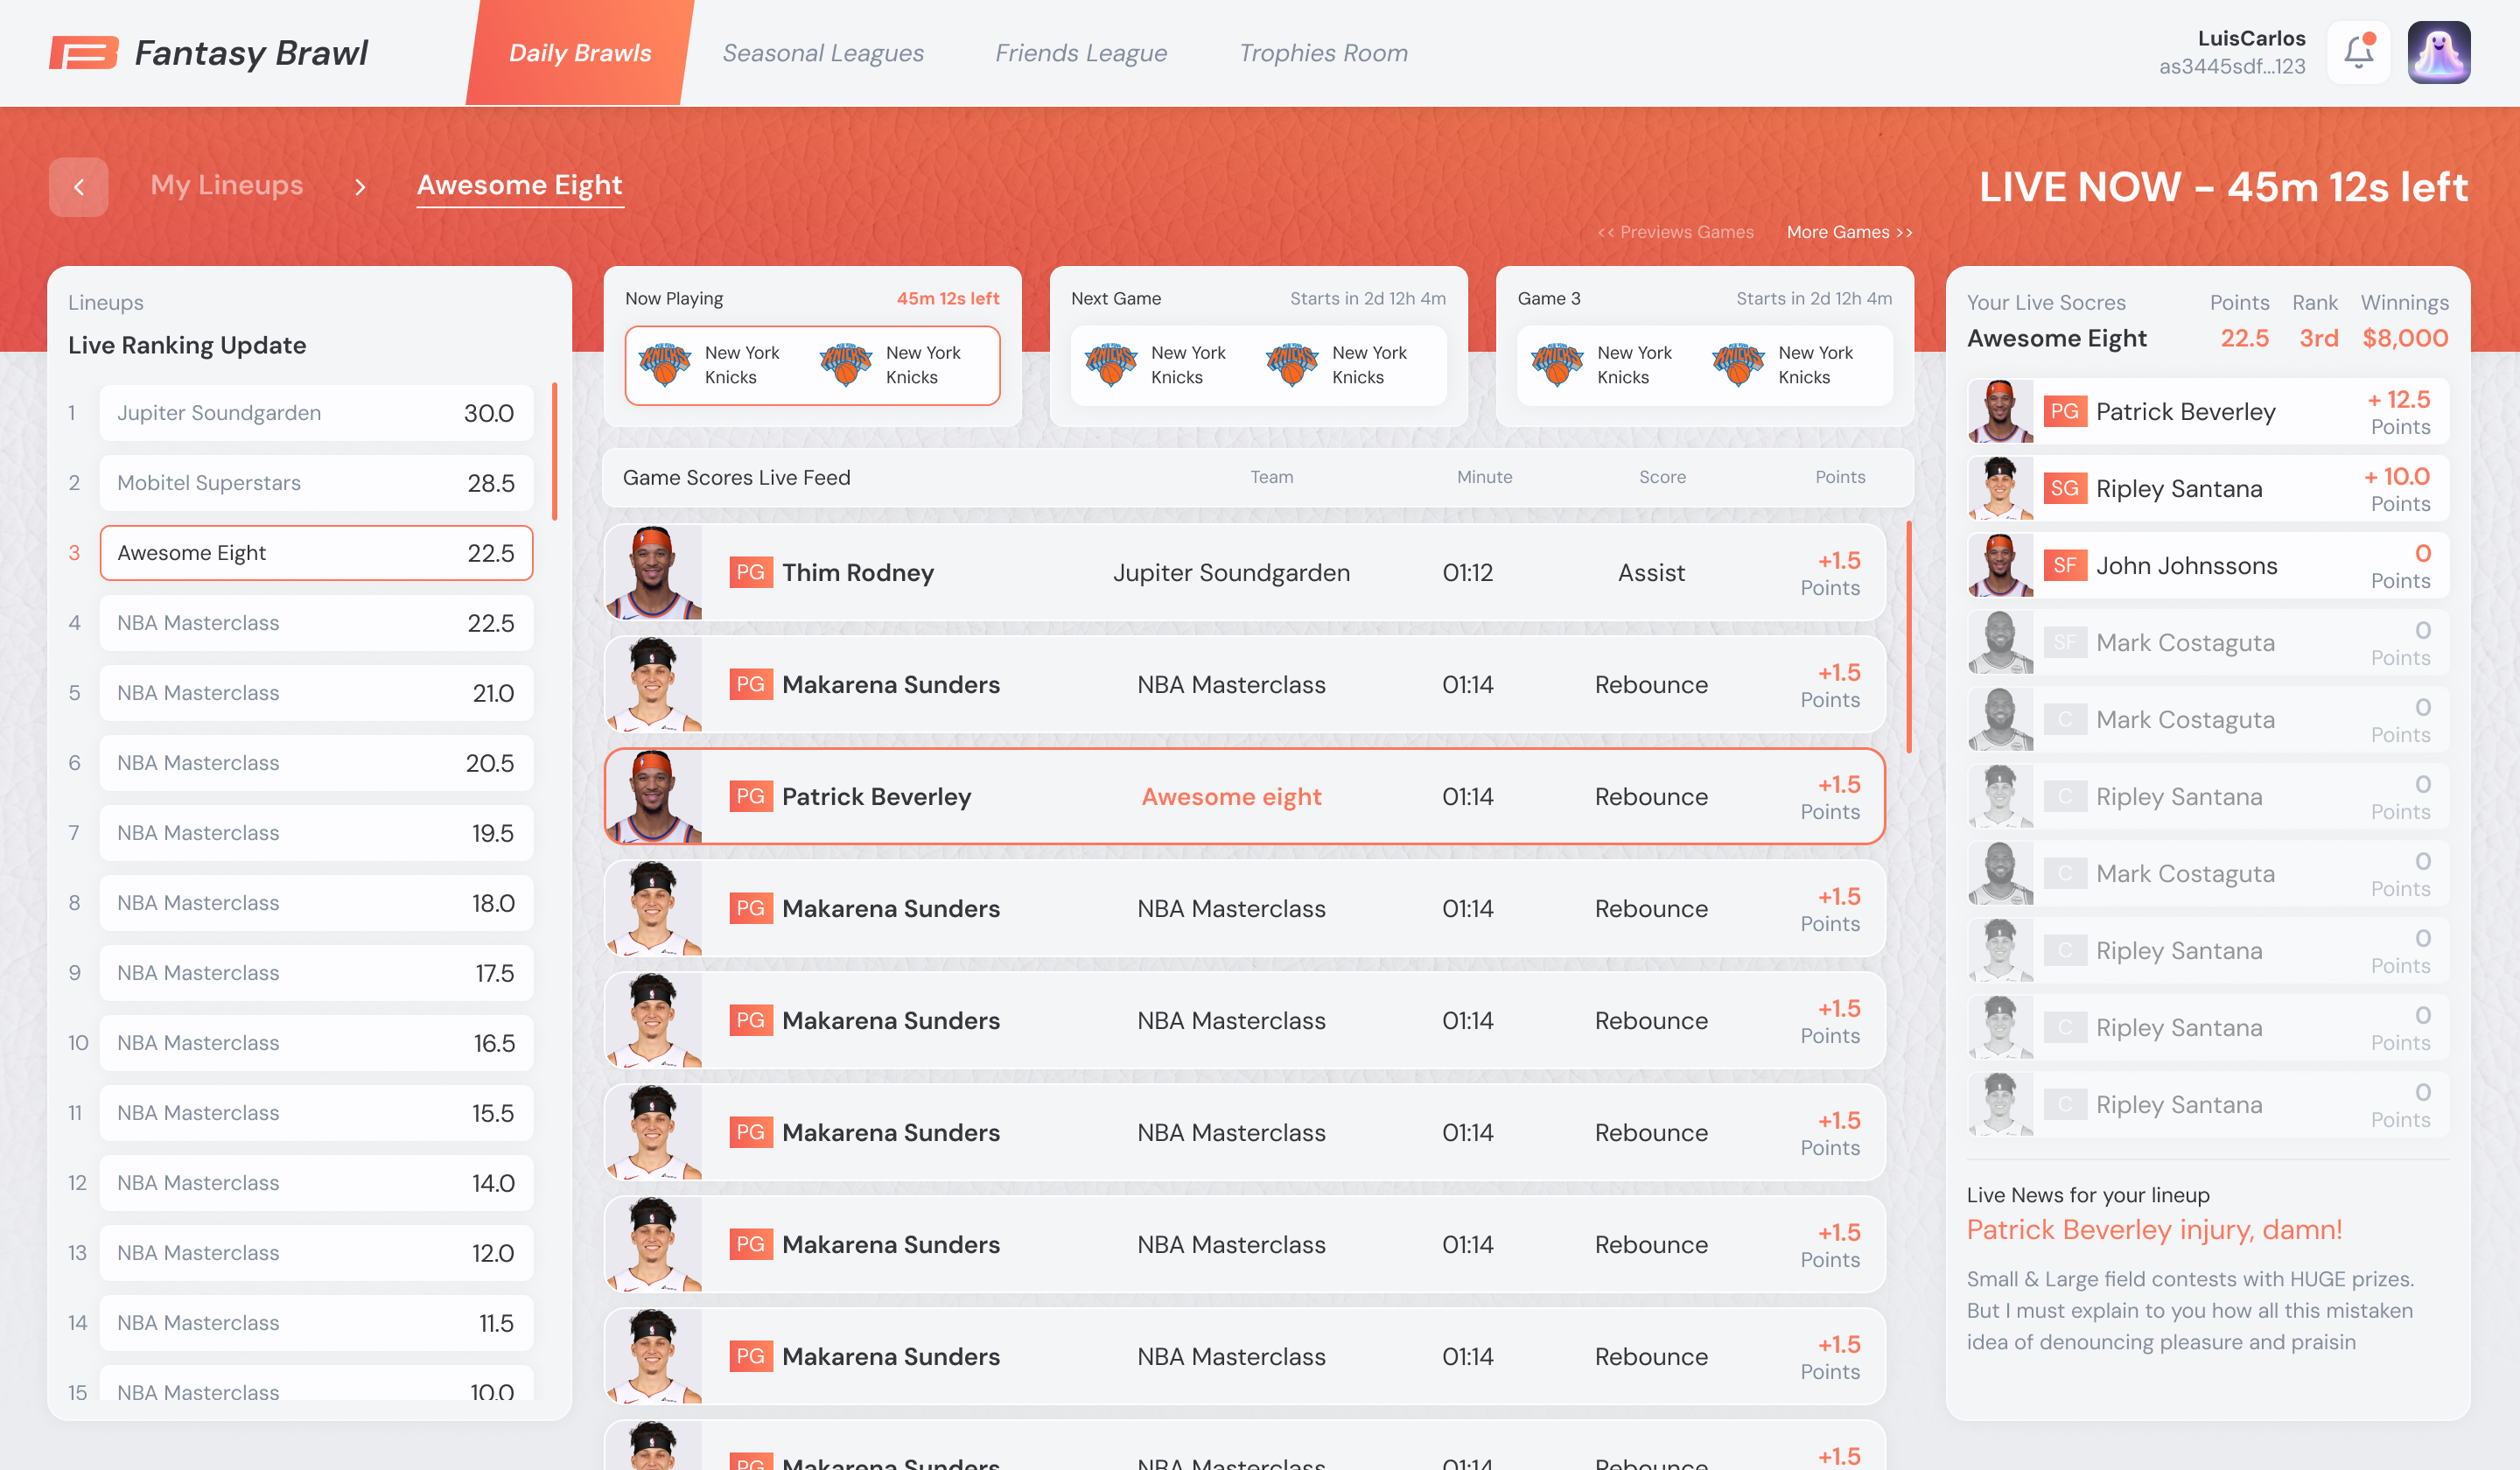 Fantasy Brawl
Daily Brawls
Seasonal Leagues
Friends League
Trophies Room
LuisCarlos
as3445sdf...123
My Lineups
Awesome Eight
LIVE NOW - 45m 12s left
<< Previews Games
More Games >>
Lineups
Live Ranking Update
1 Jupiter Soundgarden 30.0
2 Mobitel Superstars 28.5
3 Awesome Eight 22.5
4 NBA Masterclass 22.5
5 NBA Masterclass 21.0
6 NBA Masterclass 20.5
7 NBA Masterclass 19.5
8 NBA Masterclass 18.0
9 NBA Masterclass 17.5
10 NBA Masterclass 16.5
11 NBA Masterclass 15.5
12 NBA Masterclass 14.0
13 NBA Masterclass 12.0
14 NBA Masterclass 11.5
15 NBA Masterclass 10.0
Now Playing 45m 12s left
KNICKS New York Knicks KNICKS New York Knicks
Next Game Starts in 2d 12h 4m
KNICKS New York Knicks KNICKS New York Knicks
Game 3 Starts in 2d 12h 4m
KNICKS New York Knicks KNICKS New York Knicks
Game Scores Live Feed Team Minute Score Points
PG Thim Rodney Jupiter Soundgarden 01:12 Assist +1.5 Points
PG Makarena Sunders NBA Masterclass 01:14 Rebounce +1.5 Points
PG Patrick Beverley Awesome eight 01:14 Rebounce +1.5 Points
PG Makarena Sunders NBA Masterclass 01:14 Rebounce +1.5 Points
PG Makarena Sunders NBA Masterclass 01:14 Rebounce +1.5 Points
PG Makarena Sunders NBA Masterclass 01:14 Rebounce +1.5 Points
PG Makarena Sunders NBA Masterclass 01:14 Rebounce +1.5 Points
PG Makarena Sunders NBA Masterclass 01:14 Rebounce +1.5 Points
PG Makarena Sunders NBA Masterclass 01:14 Rebounce +1.5
Your Live Socres Points Rank Winnings
Awesome Eight 22.5 3rd $8,000
PG Patrick Beverley + 12.5 Points
SG Ripley Santana + 10.0 Points
SF John Johnssons 0 Points
SF Mark Costaguta 0 Points
C Mark Costaguta 0 Points
C Ripley Santana 0 Points
C Mark Costaguta 0 Points
C Ripley Santana 0 Points
C Ripley Santana 0 Points
C Ripley Santana 0 Points
Live News for your lineup
Patrick Beverley injury, damn!
Small & Large field contests with HUGE prizes.
But I must explain to you how all this mistaken
idea of denouncing pleasure and praisin